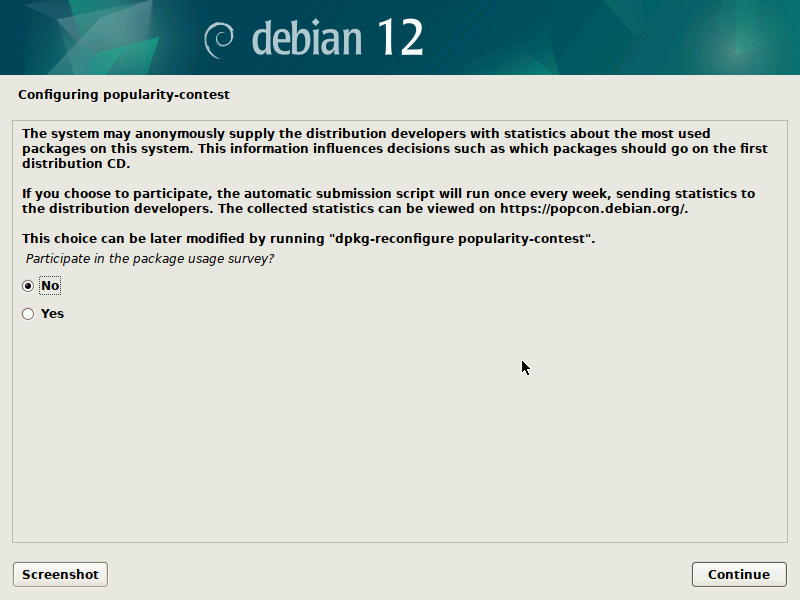 debian 12
Configuring popularity-contest
The system may anonymously supply the distribution developers with statistics about the most used
packages on this system. This information influences decisions such as which packages should go on the first
distribution CD.
If you choose to participate, the automatic submission script will run once every week, sending statistics to
the distribution developers. The collected statistics can be viewed on https://popcon.debian.org/.
This choice can be later modified by running "dpkg-reconfigure popularity-contest".
Participate in the package usage survey?
No
Yes
Screenshot
Continue